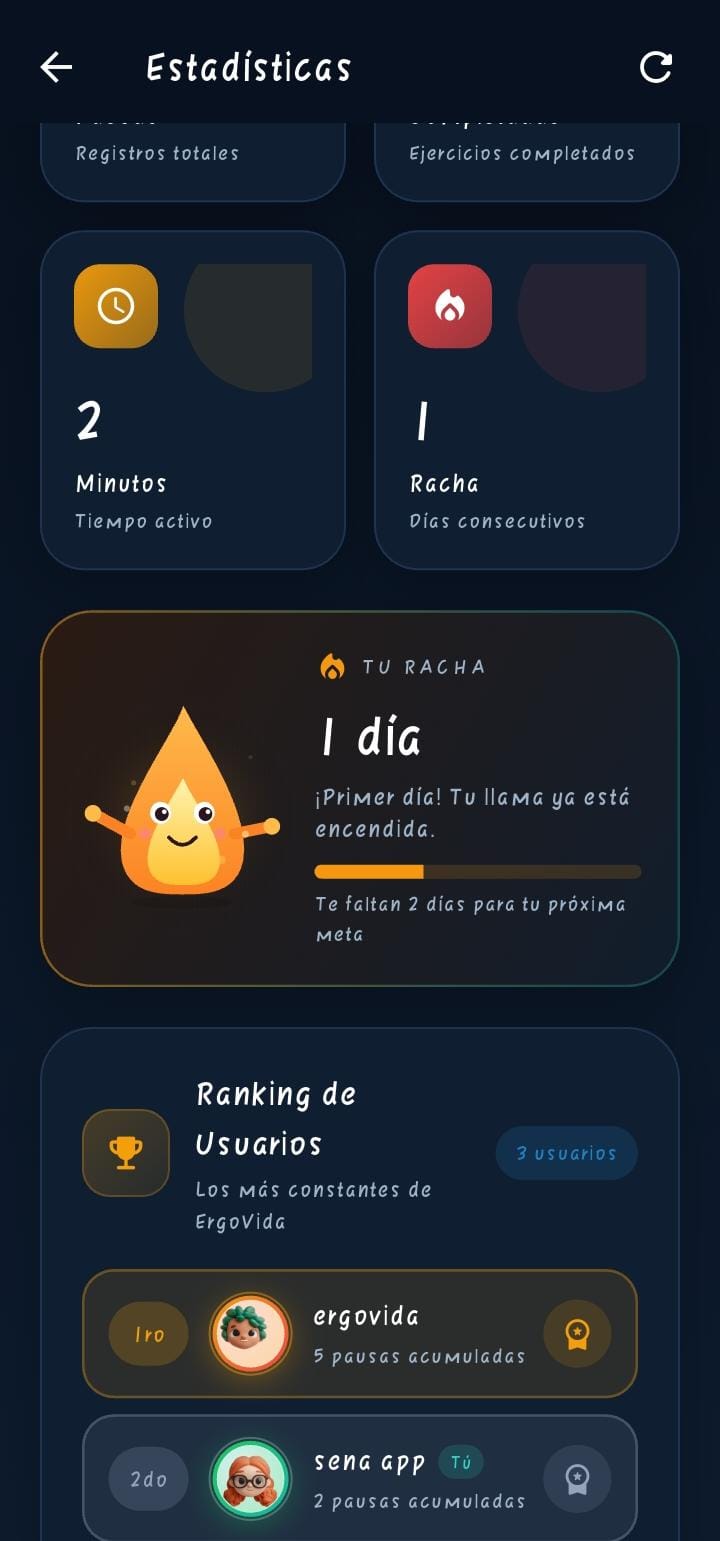 Estadísticas
Registros totales
Ejercicios completados
2
Minutos
Tiempo activo
1
Racha
Días consecutivos
TU RACHA
1 día
¡Primer día! Tu llama ya está
encendida.
Te faltan 2 días para tu próxima
meta
Ranking de
Usuarios
Los más constantes de
ErgoVida
3 usuarios
1ro
ergovida
5 pausas acumuladas
2do
sena app
Tú
2 pausas acumuladas